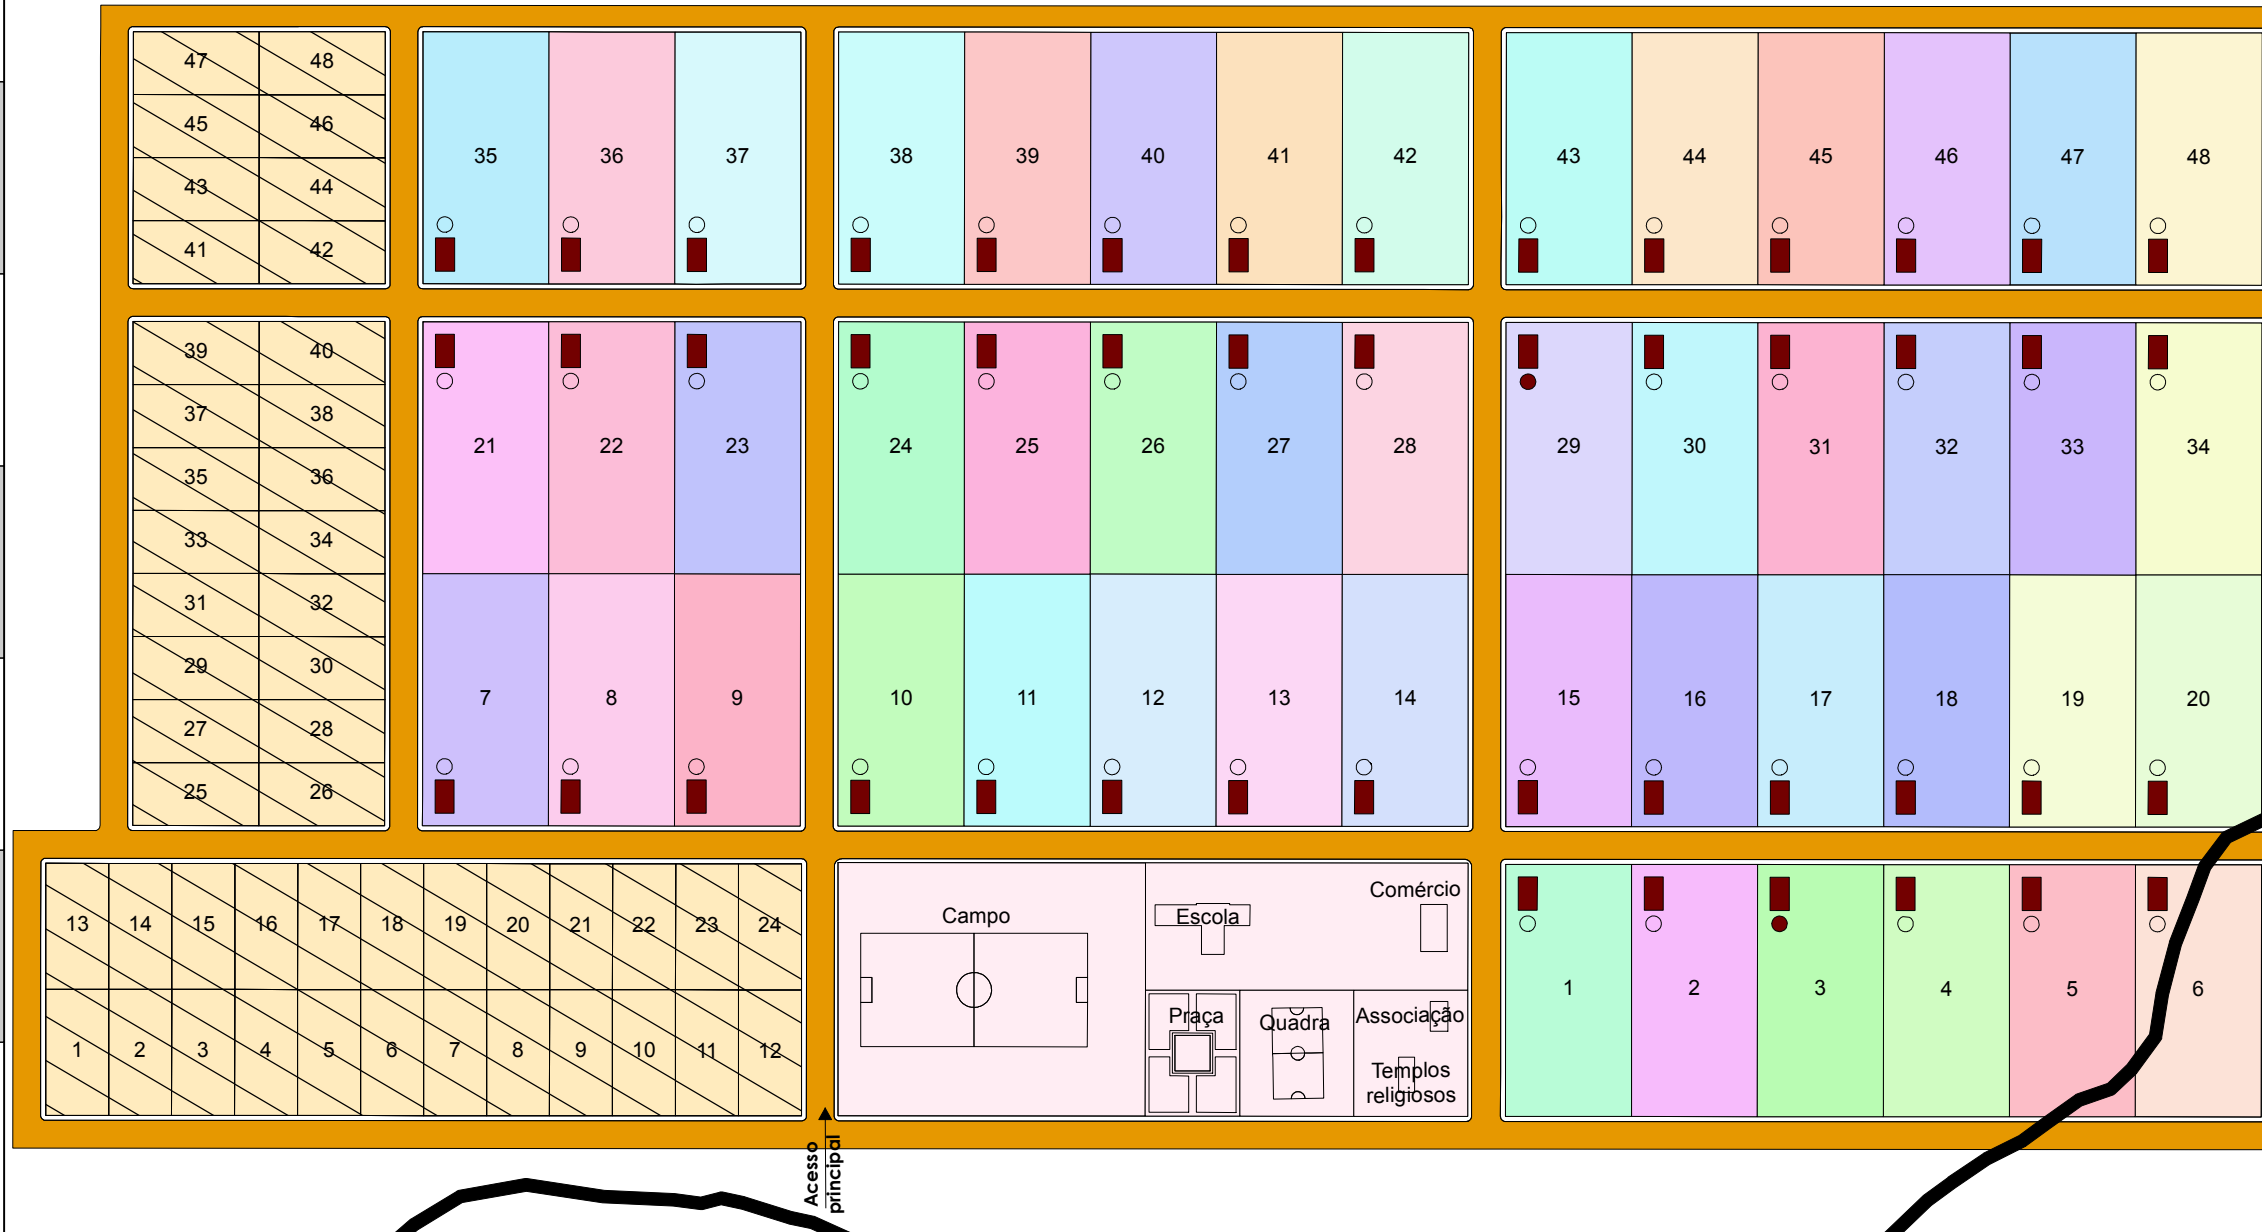 47 48
45 46
43 44
41 42
35 36 37
38 39 40 41 42
43 44 45 46 47 48
39 40
37 38
35 36
33 34
31 32
29 30
27 28
25 26
21 22 23
7 8 9
24 25 26 27 28
10 11 12 13 14
29 30 31 32 33 34
15 16 17 18 19 20
13 14 15 16 17 18 19 20 21 22 23 24
1 2 3 4 5 6 7 8 9 10 11 12
Campo
Escola
Comércio
Praça
Quadra
Associação
Templos
religiosos
1 2 3 4 5 6
Acesso
principal